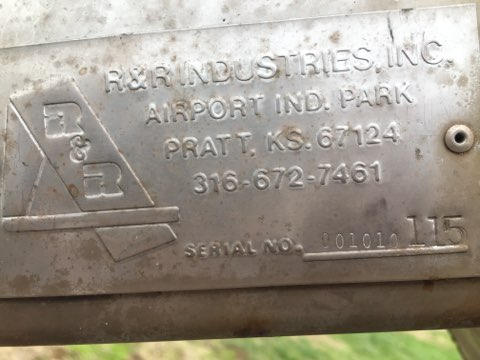 R&R INDUSTRIES, INC.
AIRPORT IND. PARK
PRATT, KS. 67124
316-672-7461
R
&
R
SERIAL NO. 001010 115